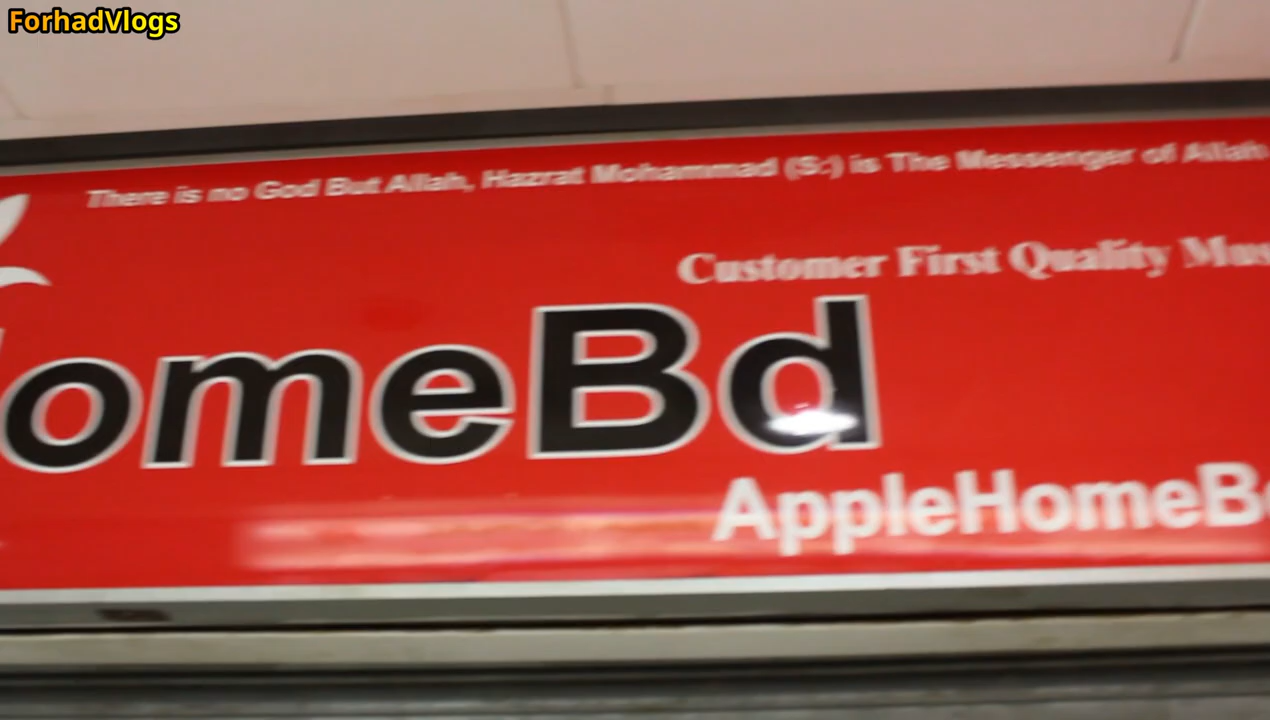 ForhadVlogs
There is no God But Allah, Hazrat Mohammad (S:) is The Messenger of Allah
Customer First Quality
omeBd
AppleHomeB